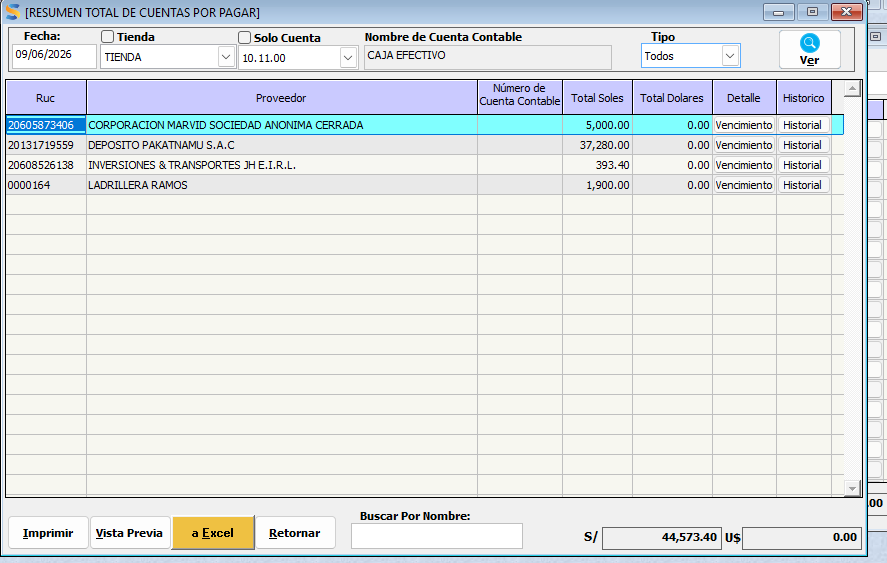 [RESUMEN TOTAL DE CUENTAS POR PAGAR]
Fecha: Tienda Solo Cuenta Nombre de Cuenta Contable Tipo
09/06/2026 TIENDA 10.11.00 CAJA EFECTIVO Todos Ver
Ruc Proveedor Número de Cuenta Contable Total Soles Total Dolares Detalle Historico
20605873406 CORPORACION MARVID SOCIEDAD ANONIMA CERRADA 5,000.00 0.00 Vencimiento Historial
20131719559 DEPOSITO PAKATNAMU S.A.C 37,280.00 0.00 Vencimiento Historial
20608526138 INVERSIONES & TRANSPORTES JH E.I.R.L. 393.40 0.00 Vencimiento Historial
0000164 LADRILLERA RAMOS 1,900.00 0.00 Vencimiento Historial
.00
Buscar Por Nombre:
Imprimir Vista Previa a Excel Retornar S/ 44,573.40 U$ 0.00